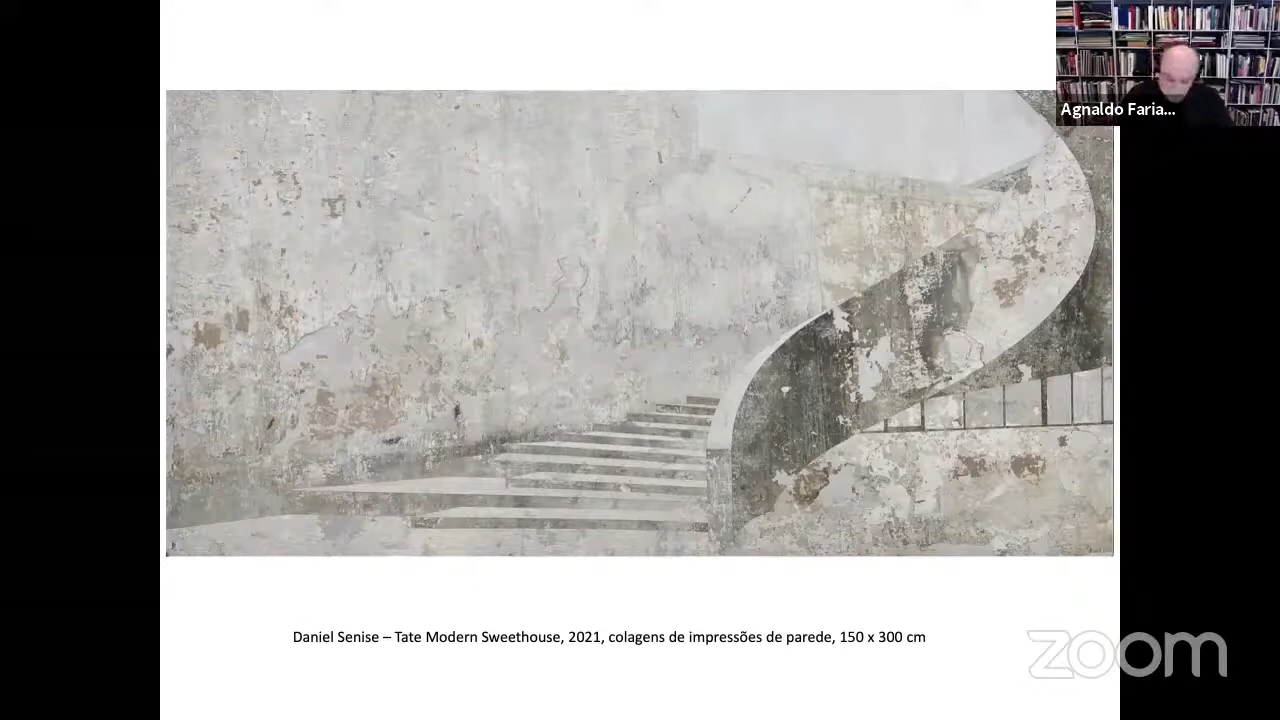 Agnaldo Faria...
Daniel Senise – Tate Modern Sweethouse, 2021, colagens de impressões de parede, 150 x 300 cm
zoom